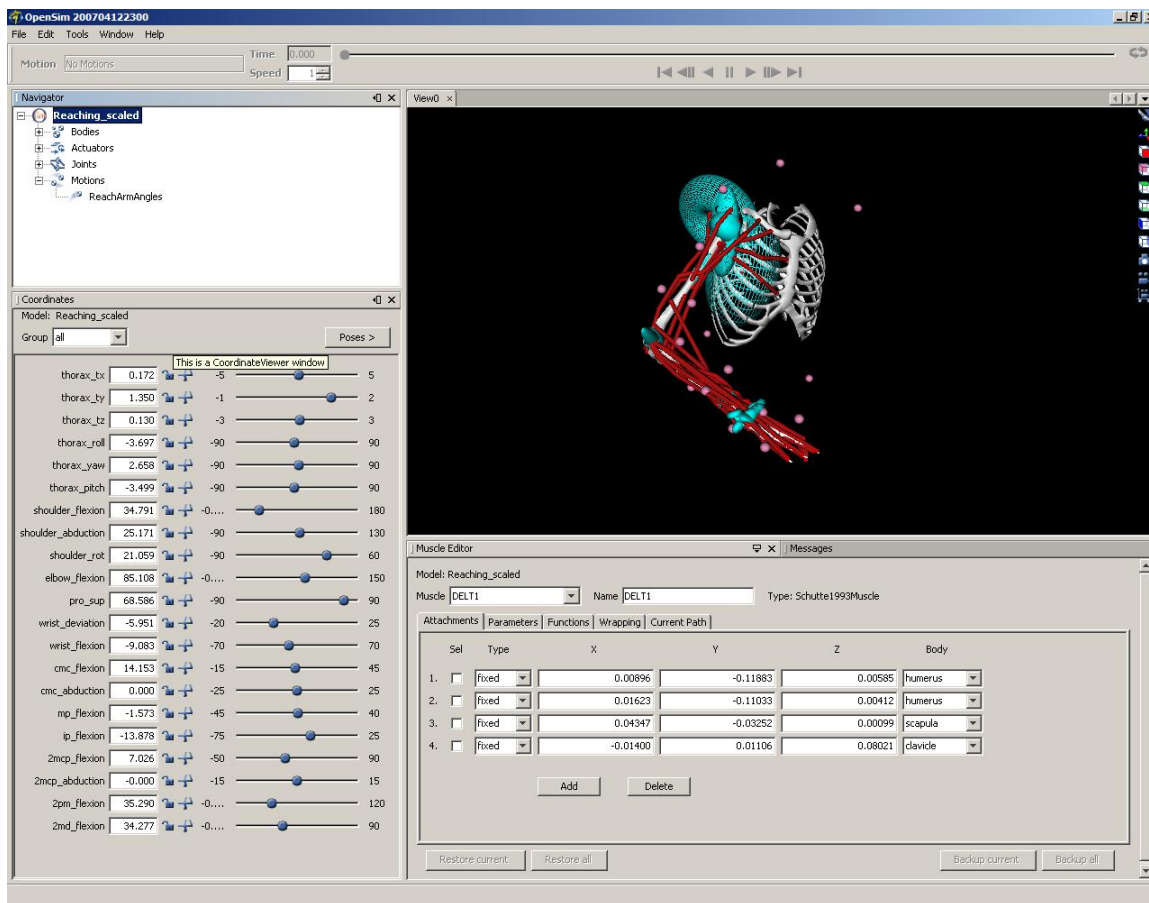 OpenSim 200704122300
File Edit Tools Window Help
Motion No Motions Time 0.000
Speed 1
Navigator
Reaching_scaled
Bodies
Actuators
Joints
Motions
ReachArmAngles
View0
Coordinates
Model: Reaching_scaled
Group all Poses >
This is a CoordinateViewer window
thorax_tx 0.172 -5 5
thorax_ty 1.350 -1 2
thorax_tz 0.130 -3 3
thorax_roll -3.697 -90 90
thorax_yaw 2.658 -90 90
thorax_pitch -3.499 -90 90
shoulder_flexion 34.791 -0.... 180
shoulder_abduction 25.171 -90 130
shoulder_rot 21.059 -90 60
elbow_flexion 85.108 -0.... 150
pro_sup 68.586 -90 90
wrist_deviation -5.951 -20 25
wrist_flexion -9.083 -70 70
cmc_flexion 14.153 -15 45
cmc_abduction 0.000 -25 25
mp_flexion -1.573 -45 40
ip_flexion -13.878 -75 25
2mcp_flexion 7.026 -50 90
2mcp_abduction -0.000 -15 15
2pm_flexion 35.290 -0.... 120
2md_flexion 34.277 -0.... 90
Muscle Editor Messages
Model: Reaching_scaled
Muscle DELT1 Name DELT1 Type: Schutte1993Muscle
Attachments Parameters Functions Wrapping Current Path
Sel Type X Y Z Body
1. fixed 0.00896 -0.11883 0.00585 humerus
2. fixed 0.01623 -0.11033 0.00412 humerus
3. fixed 0.04347 -0.03252 0.00099 scapula
4. fixed -0.01400 0.01106 0.08021 clavicle
Add Delete
Restore current Restore all Backup current Backup all